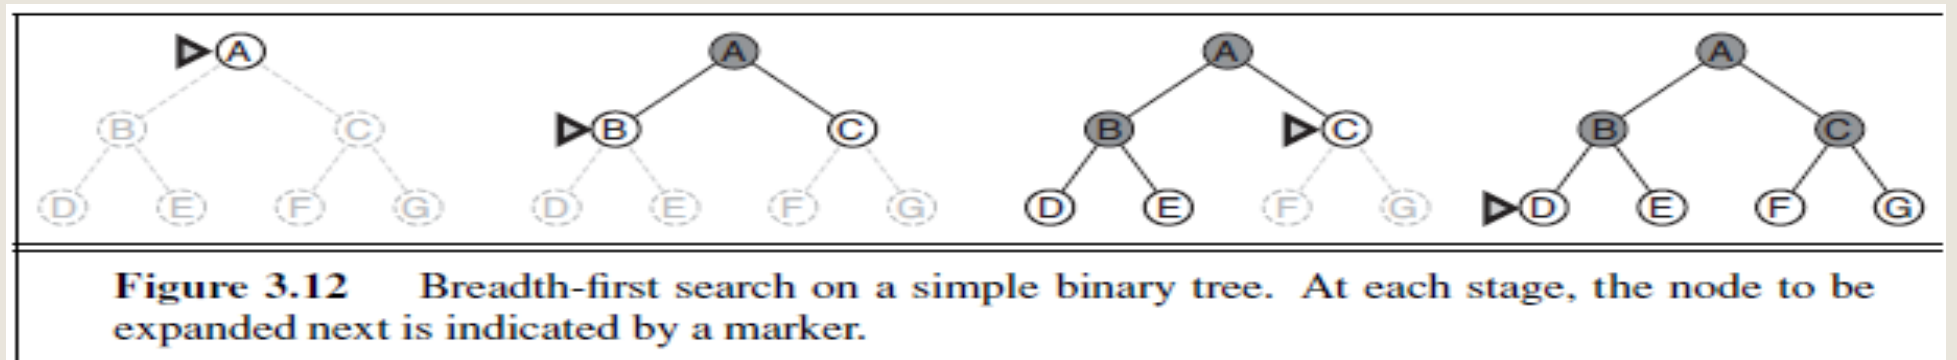 A A A A
B C B C B C B C
D E F G D E F G D E F G D E F G
Figure 3.12 Breadth-first search on a simple binary tree. At each stage, the node to be
expanded next is indicated by a marker.